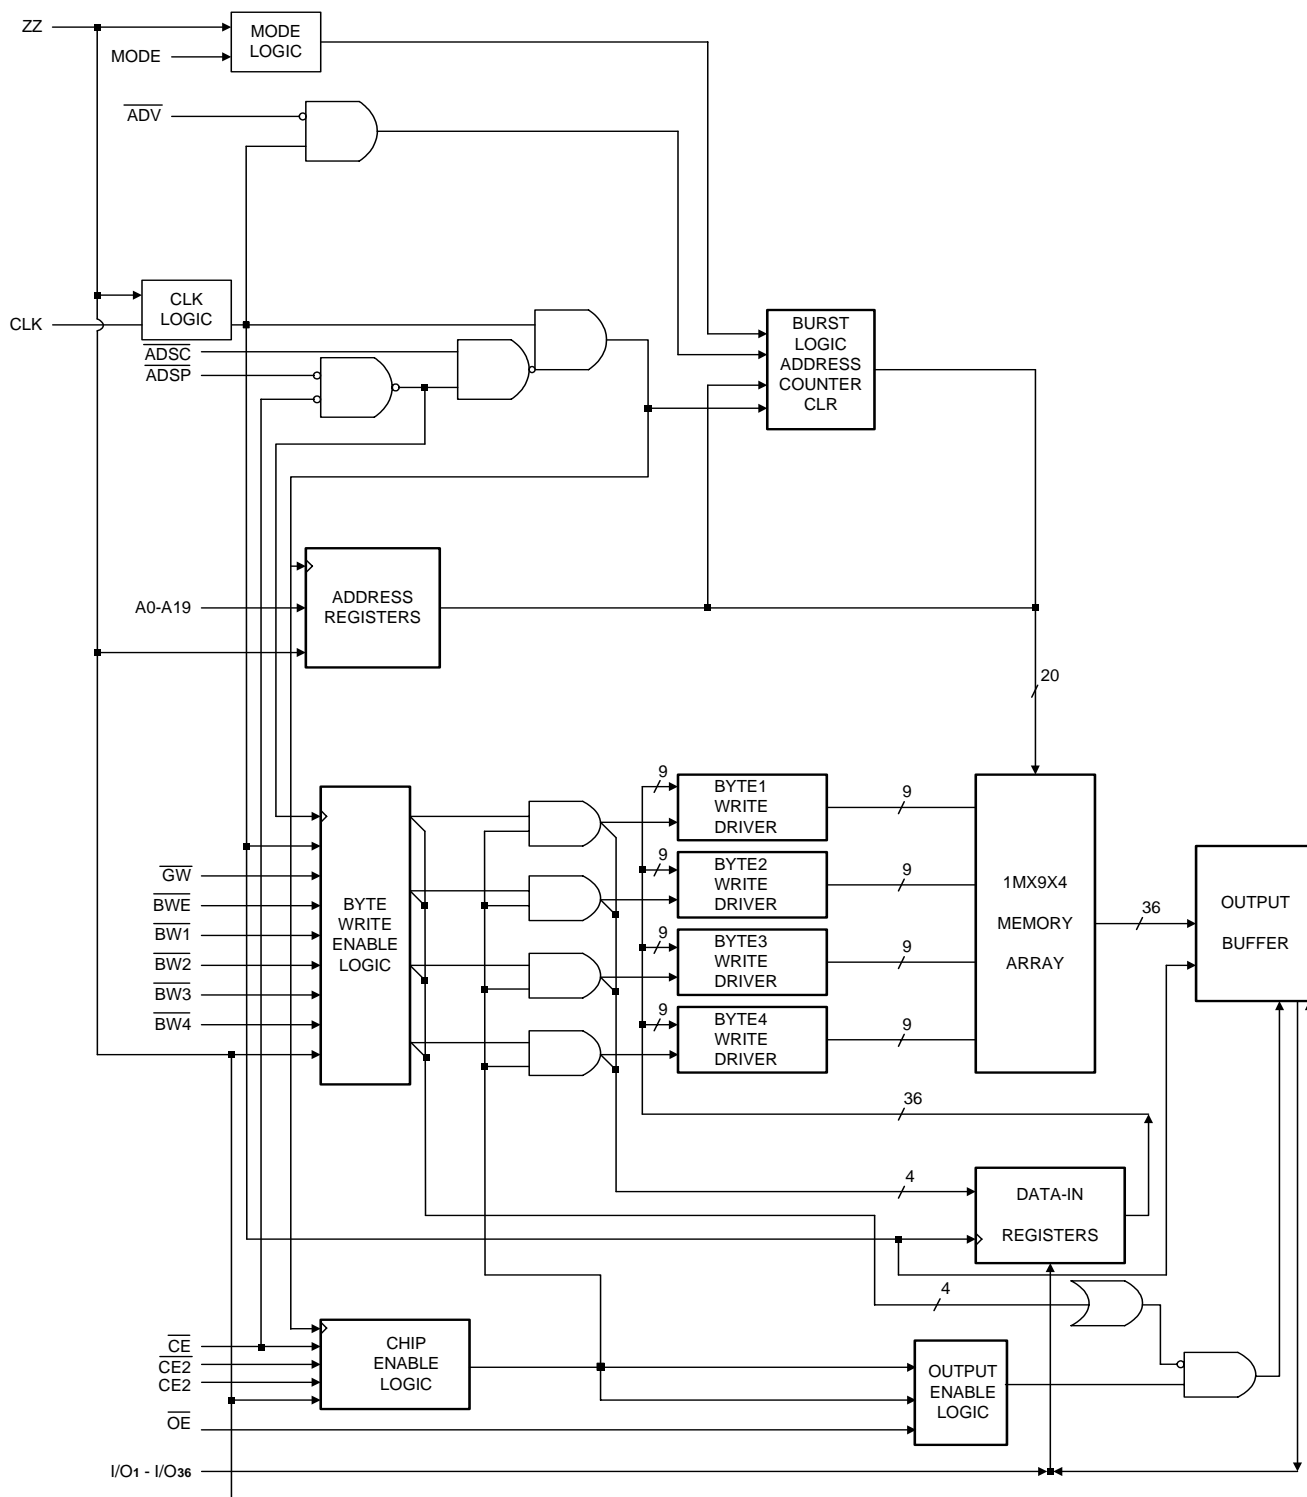 ZZ
MODE
LOGIC
MODE
ADV
CLK
LOGIC
CLK
ADSC
ADSP
BURST
LOGIC
ADDRESS
COUNTER
CLR
ADDRESS
REGISTERS
A0-A19
20
BYTE
WRITE
ENABLE
LOGIC
GW
BWE
BW1
BW2
BW3
BW4
9
BYTE1
WRITE
DRIVER
9
9
BYTE2
WRITE
DRIVER
9
9
BYTE3
WRITE
DRIVER
9
9
BYTE4
WRITE
DRIVER
9
1MX9X4
MEMORY
ARRAY
36
OUTPUT
BUFFER
36
4
DATA-IN
REGISTERS
4
CHIP
ENABLE
LOGIC
CE
CE2
CE2
OE
OUTPUT
ENABLE
LOGIC
I/O1 - I/O36